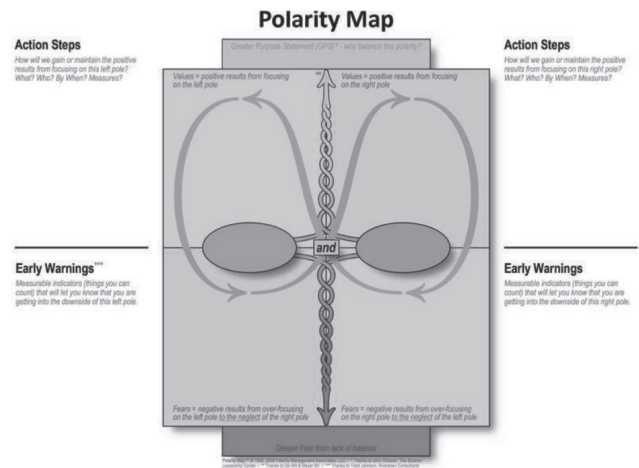 Polarity Map
Greater Purpose Statement (GPS)* - why balance this polarity?
Action Steps
How will we gain or maintain the positive
results from focusing on this left pole?
What? Who? By When? Measures?
Values = positive results from focusing
on the left pole
**
Values = positive results from focusing
on the right pole
Action Steps
How will we gain or maintain the positive
results from focusing on this right pole?
What? Who? By When? Measures?
and
Early Warnings***
Measurable indicators (things you can
count) that will let you know that you are
getting into the downside of this left pole.
Early Warnings
Measurable indicators (things you can
count) that will let you know that you are
getting into the downside of this right pole.
Fears = negative results from over-focusing
on the left pole to the neglect of the right pole
Fears = negative results from over-focusing
on the right pole to the neglect of the left pole
Deeper Fear from lack of balance